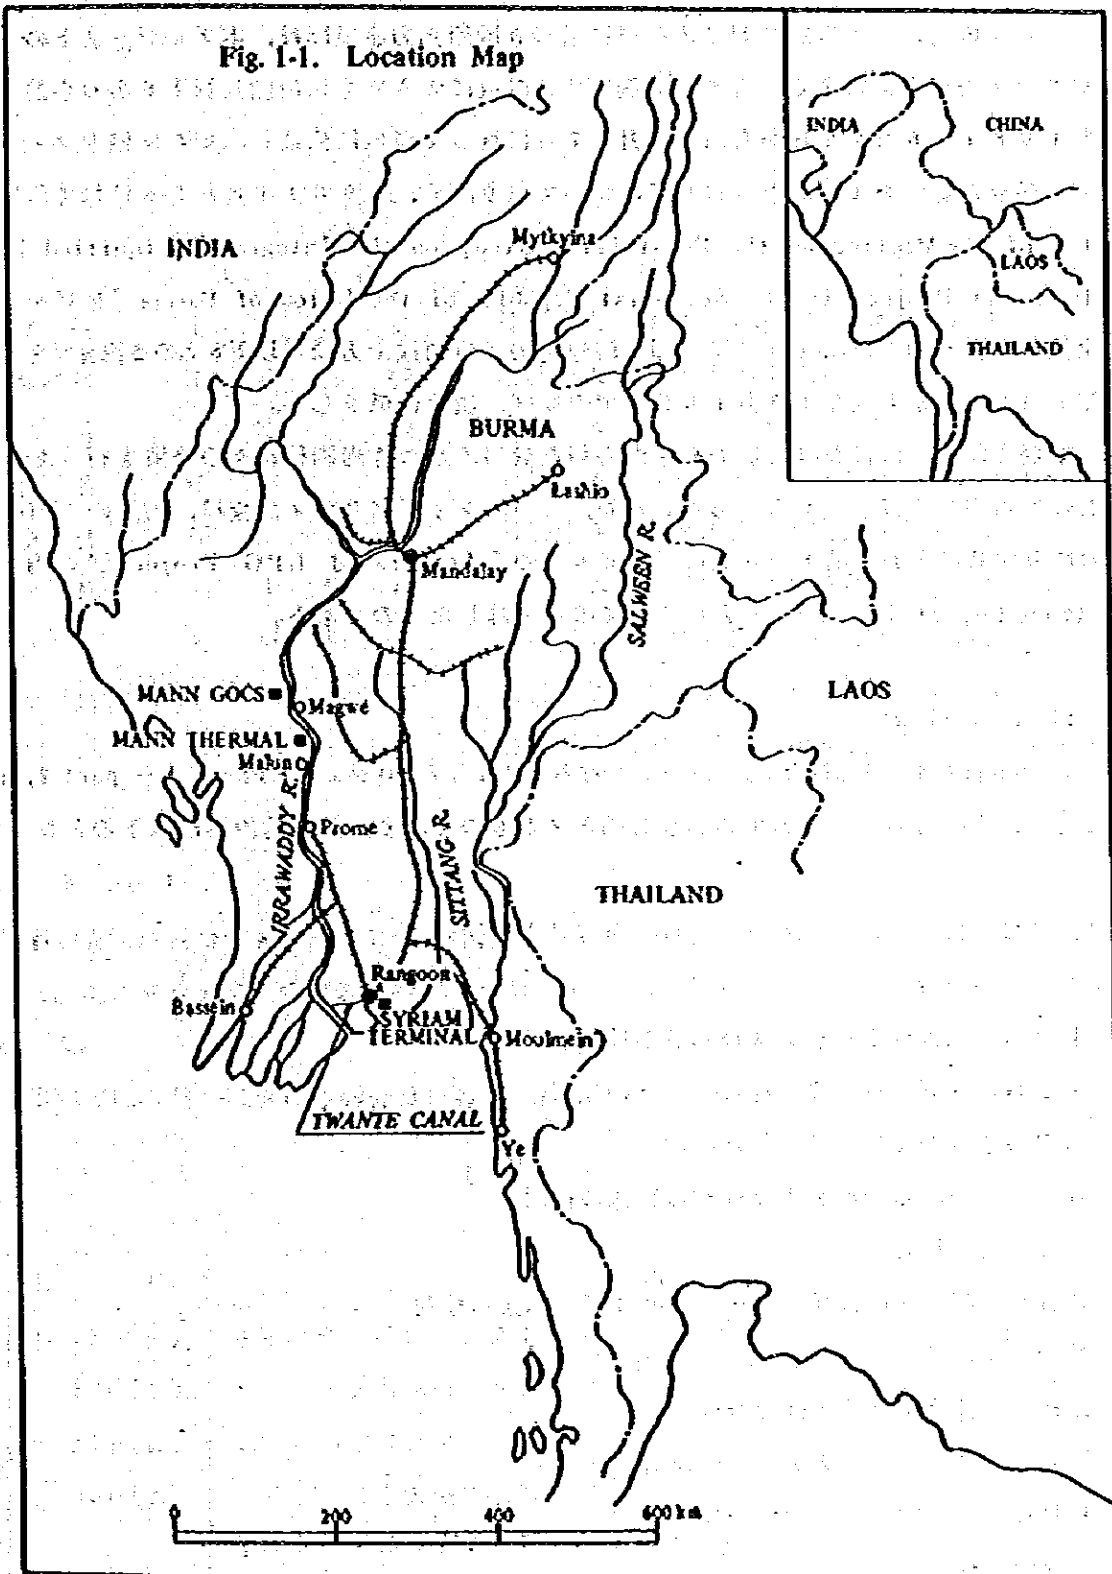 Fig. 1-1. Location Map
INDIA
CHINA
LAOS
THAILAND
INDIA
Mytkyina
BURMA
Lashio
Mandalay
SALWEEN R.
LAOS
MANN GOCS
Magwe
MANN THERMAL
IRRAWADDY R.
Prome
SITTANG R.
THAILAND
Rangoon
Bassein
SYRIAM
TERMINAL
Moulmein
TWANTE CANAL
Ye
0 200 400 600 km